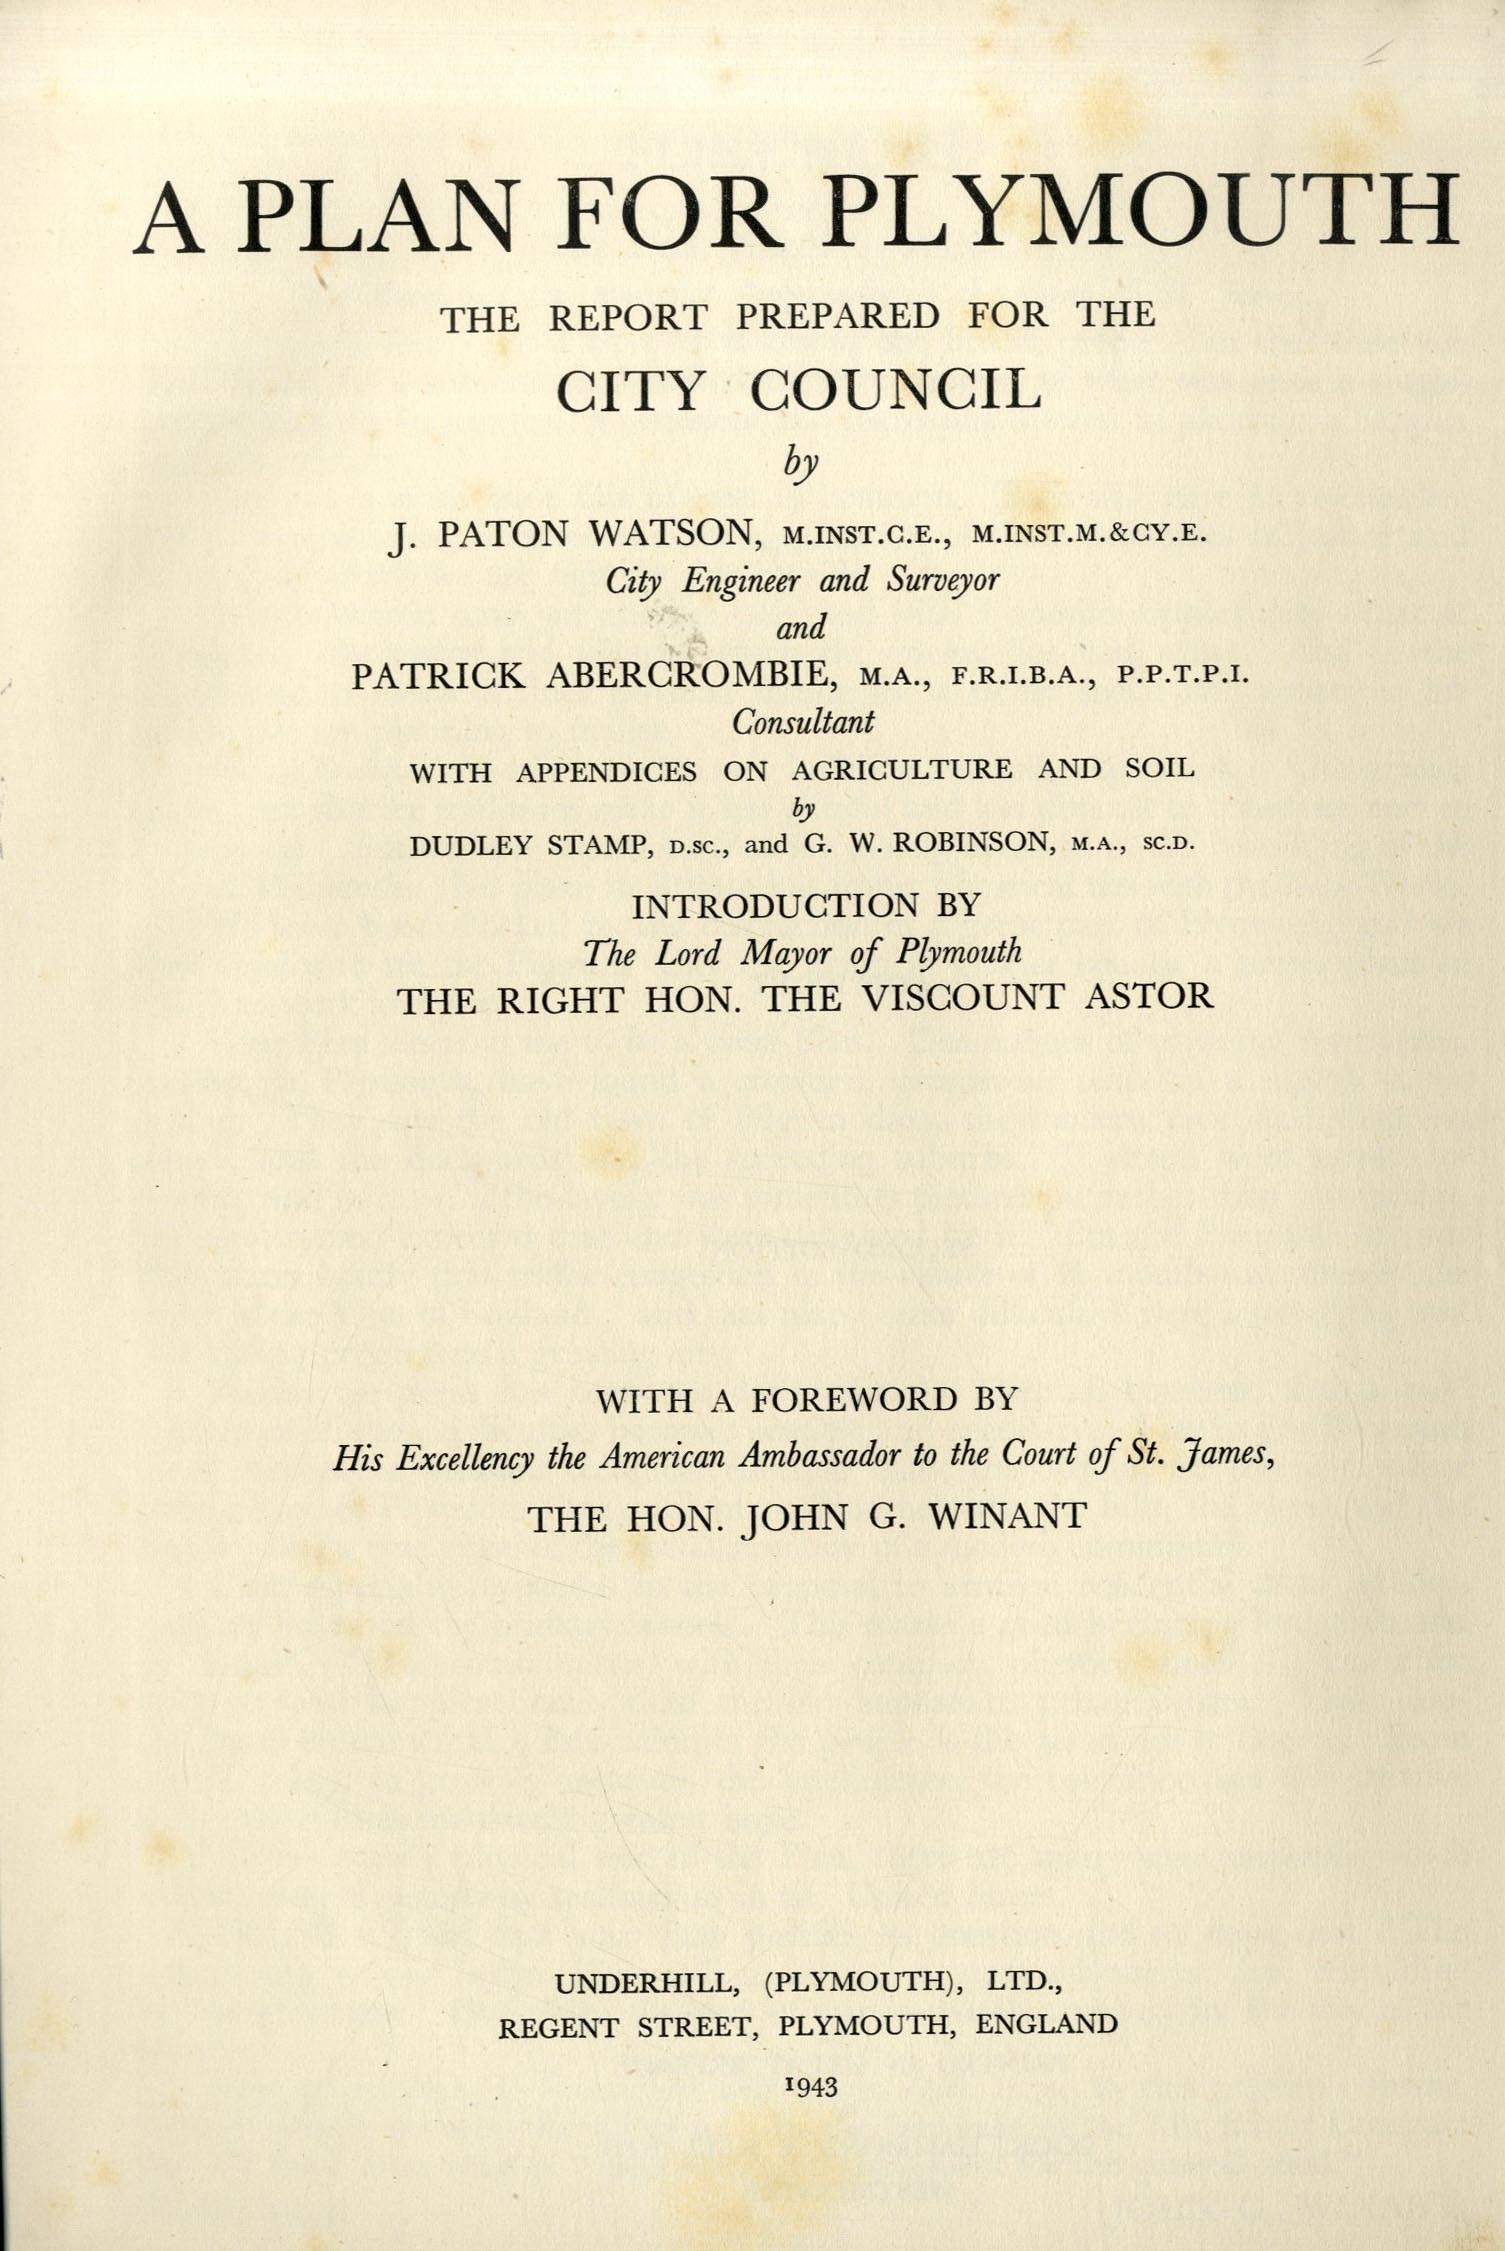 A PLAN FOR PLYMOUTH
THE REPORT PREPARED FOR THE
CITY COUNCIL
by
J. PATON WATSON, M.INST.C.E., M.INST.M.&CY.E.
City Engineer and Surveyor
and
PATRICK ABERCROMBIE, M.A., F.R.I.B.A., P.P.T.P.I.
Consultant
WITH APPENDICES ON AGRICULTURE AND SOIL
by
DUDLEY STAMP, D.SC., and G. W. ROBINSON, M.A., SC.D.
INTRODUCTION BY
The Lord Mayor of Plymouth
THE RIGHT HON. THE VISCOUNT ASTOR
WITH A FOREWORD BY
His Excellency the American Ambassador to the Court of St. James,
THE HON. JOHN G. WINANT
UNDERHILL, (PLYMOUTH), LTD.,
REGENT STREET, PLYMOUTH, ENGLAND
1943